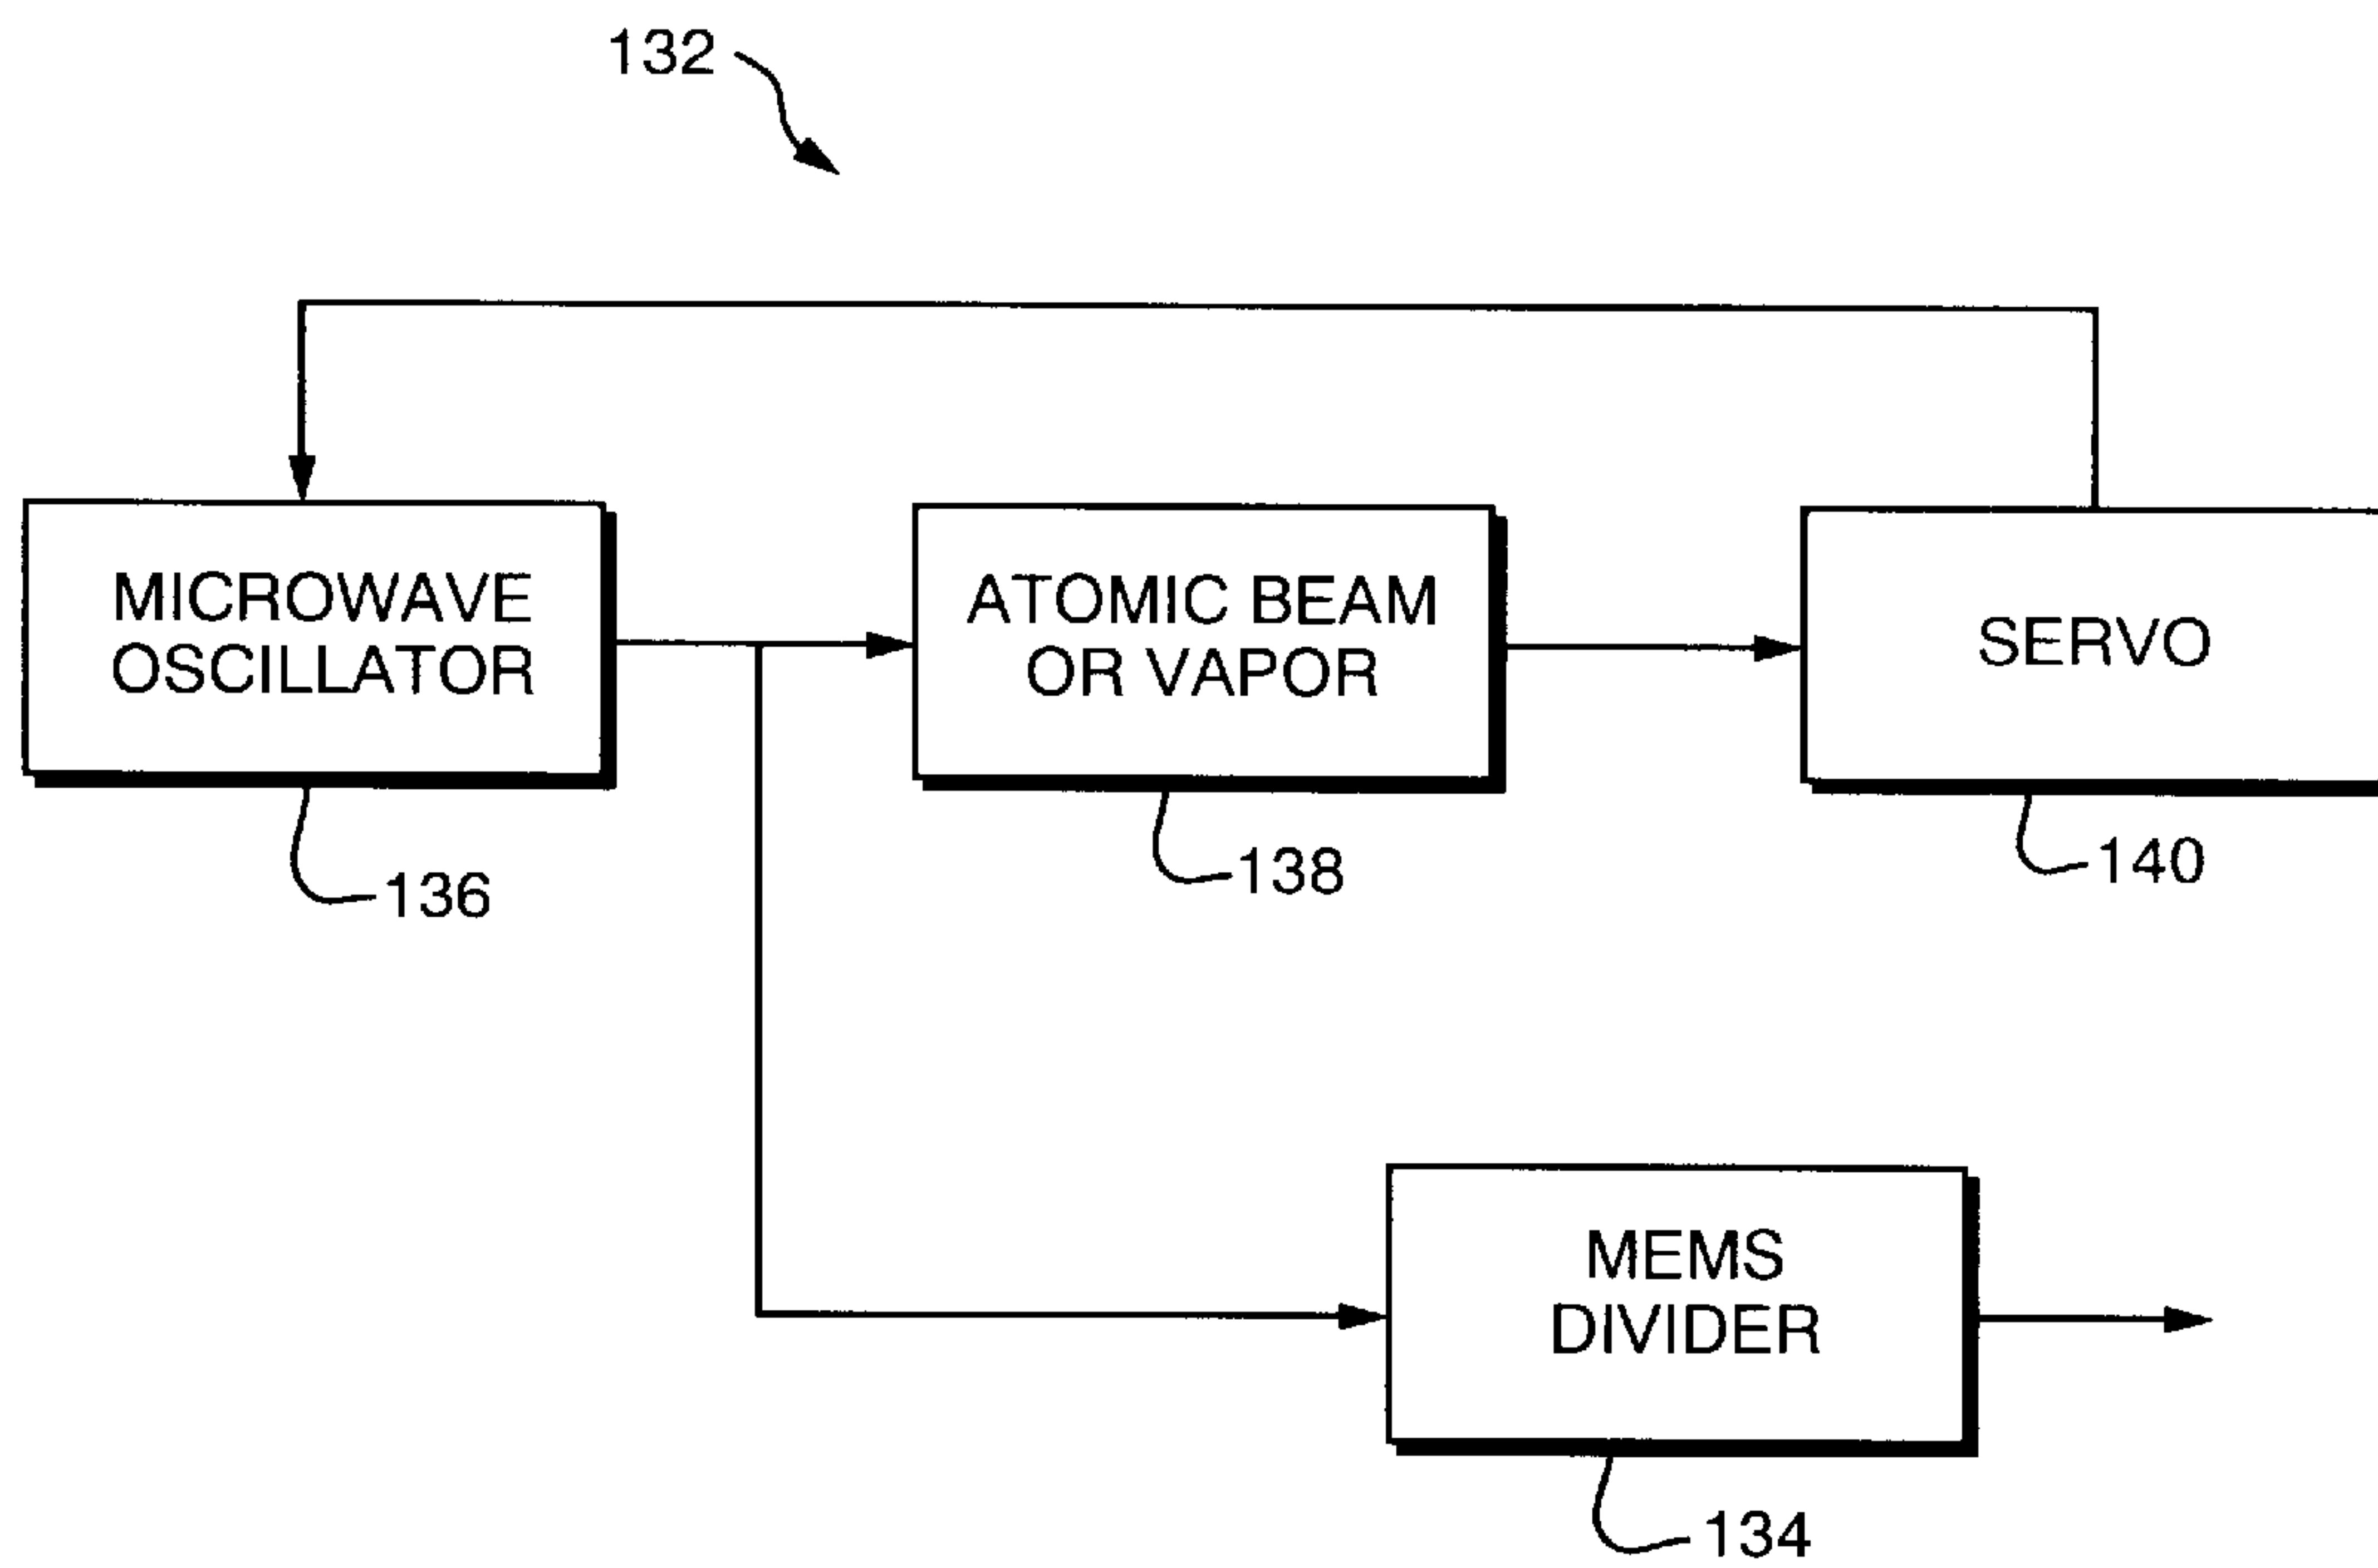 132
MICROWAVE
OSCILLATOR
ATOMIC BEAM
OR VAPOR
SERVO
136
138
140
MEMS
DIVIDER
134